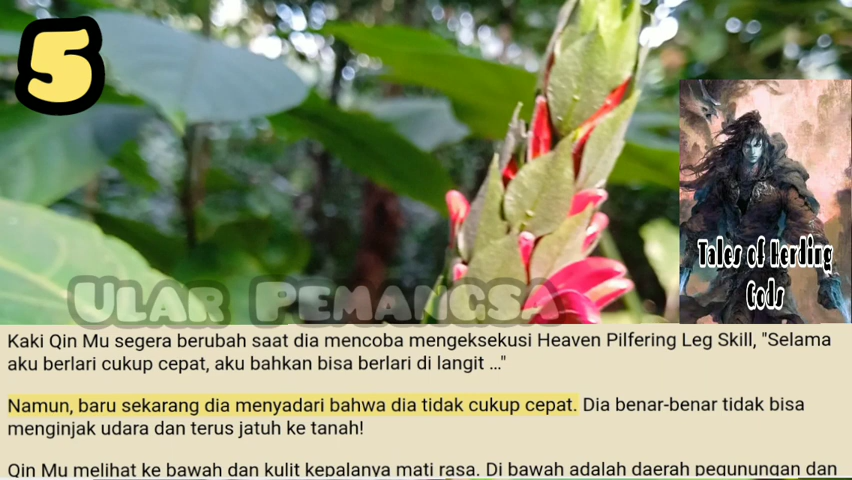 5
Tales of Herding
Gods
Ular Pemangsa
Kaki Qin Mu segera berubah saat dia mencoba mengeksekusi Heaven Pilfering Leg Skill, "Selama
aku berlari cukup cepat, aku bahkan bisa berlari di langit ..."
Namun, baru sekarang dia menyadari bahwa dia tidak cukup cepat. Dia benar-benar tidak bisa
menginjak udara dan terus jatuh ke tanah!
Qin Mu melihat ke bawah dan kulit kepalanya mati rasa. Di bawah adalah daerah pegunungan dan